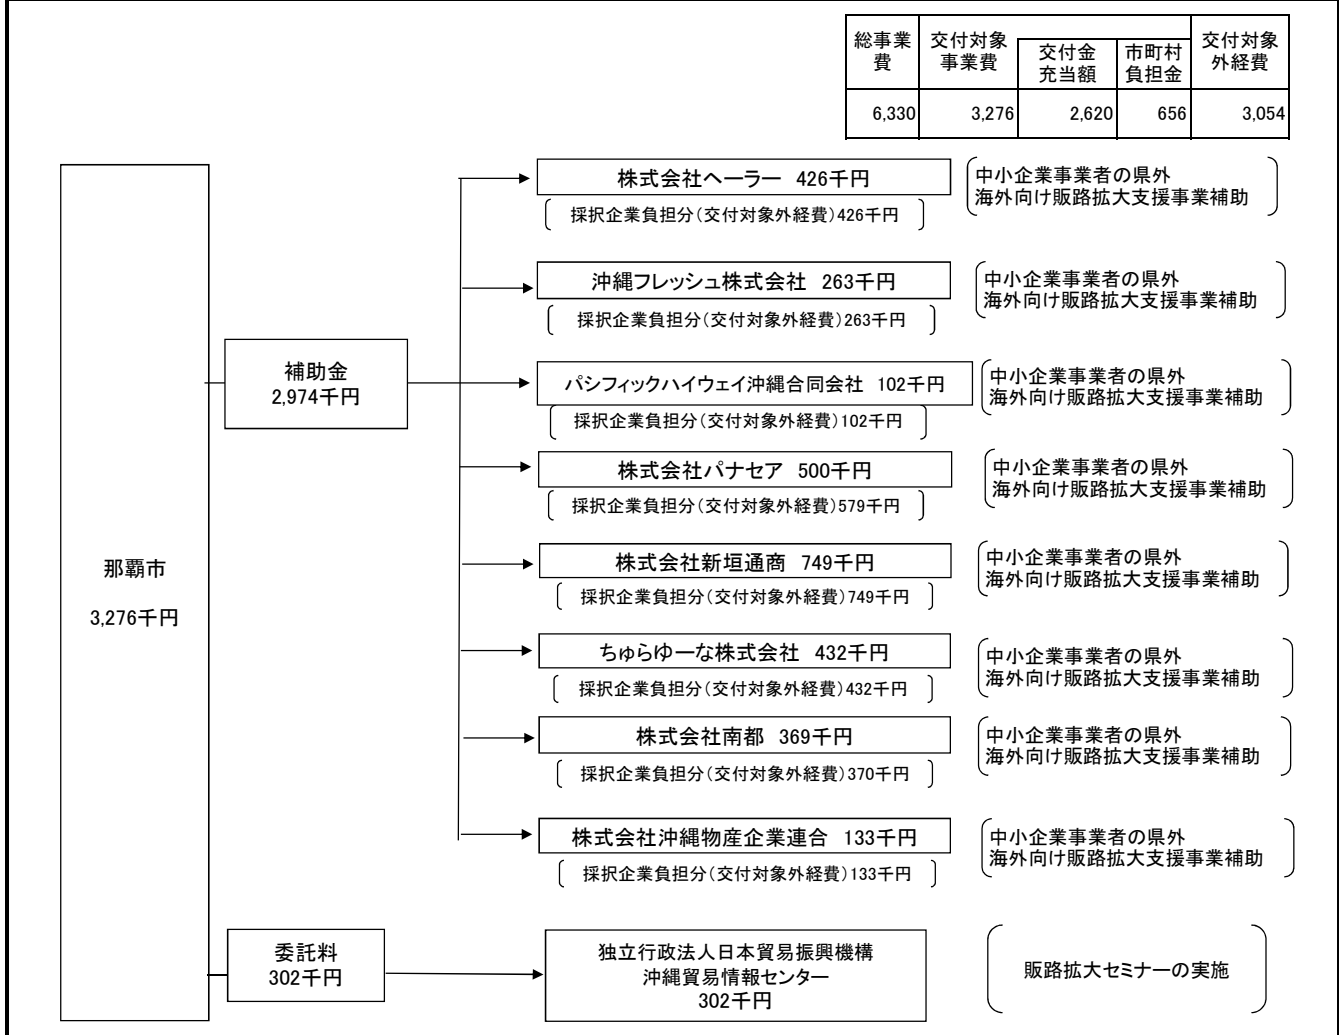 総事業費
交付対象事業費
交付金充当額
市町村負担金
交付対象外経費
6,330
3,276
2,620
656
3,054
那覇市
3,276千円
補助金
2,974千円
株式会社ヘーラー 426千円
採択企業負担分(交付対象外経費)426千円
中小企業事業者の県外
海外向け販路拡大支援事業補助
沖縄フレッシュ株式会社 263千円
採択企業負担分(交付対象外経費)263千円
中小企業事業者の県外
海外向け販路拡大支援事業補助
パシフィックハイウェイ沖縄合同会社 102千円
採択企業負担分(交付対象外経費)102千円
中小企業事業者の県外
海外向け販路拡大支援事業補助
株式会社パナセア 500千円
採択企業負担分(交付対象外経費)579千円
中小企業事業者の県外
海外向け販路拡大支援事業補助
株式会社新垣通商 749千円
採択企業負担分(交付対象外経費)749千円
中小企業事業者の県外
海外向け販路拡大支援事業補助
ちゅらゆーな株式会社 432千円
採択企業負担分(交付対象外経費)432千円
中小企業事業者の県外
海外向け販路拡大支援事業補助
株式会社南都 369千円
採択企業負担分(交付対象外経費)370千円
中小企業事業者の県外
海外向け販路拡大支援事業補助
株式会社沖縄物産企業連合 133千円
採択企業負担分(交付対象外経費)133千円
中小企業事業者の県外
海外向け販路拡大支援事業補助
委託料
302千円
独立行政法人日本貿易振興機構
沖縄貿易情報センター
302千円
販路拡大セミナーの実施